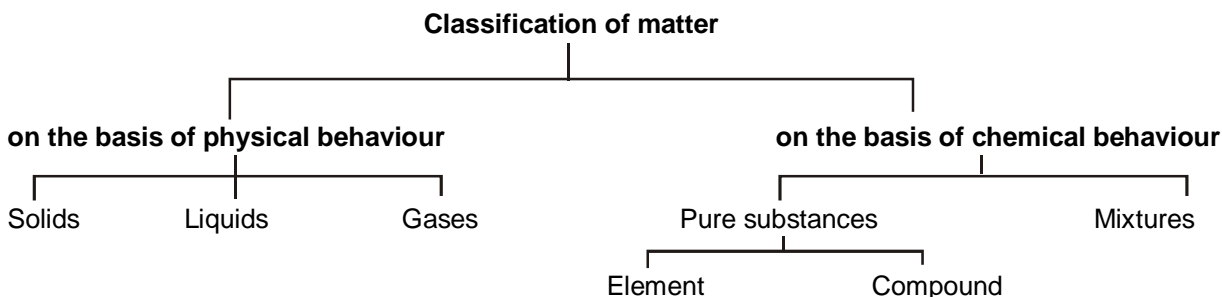 Classification of matter
on the basis of physical behaviour on the basis of chemical behaviour
Solids Liquids Gases Pure substances Mixtures
Element Compound